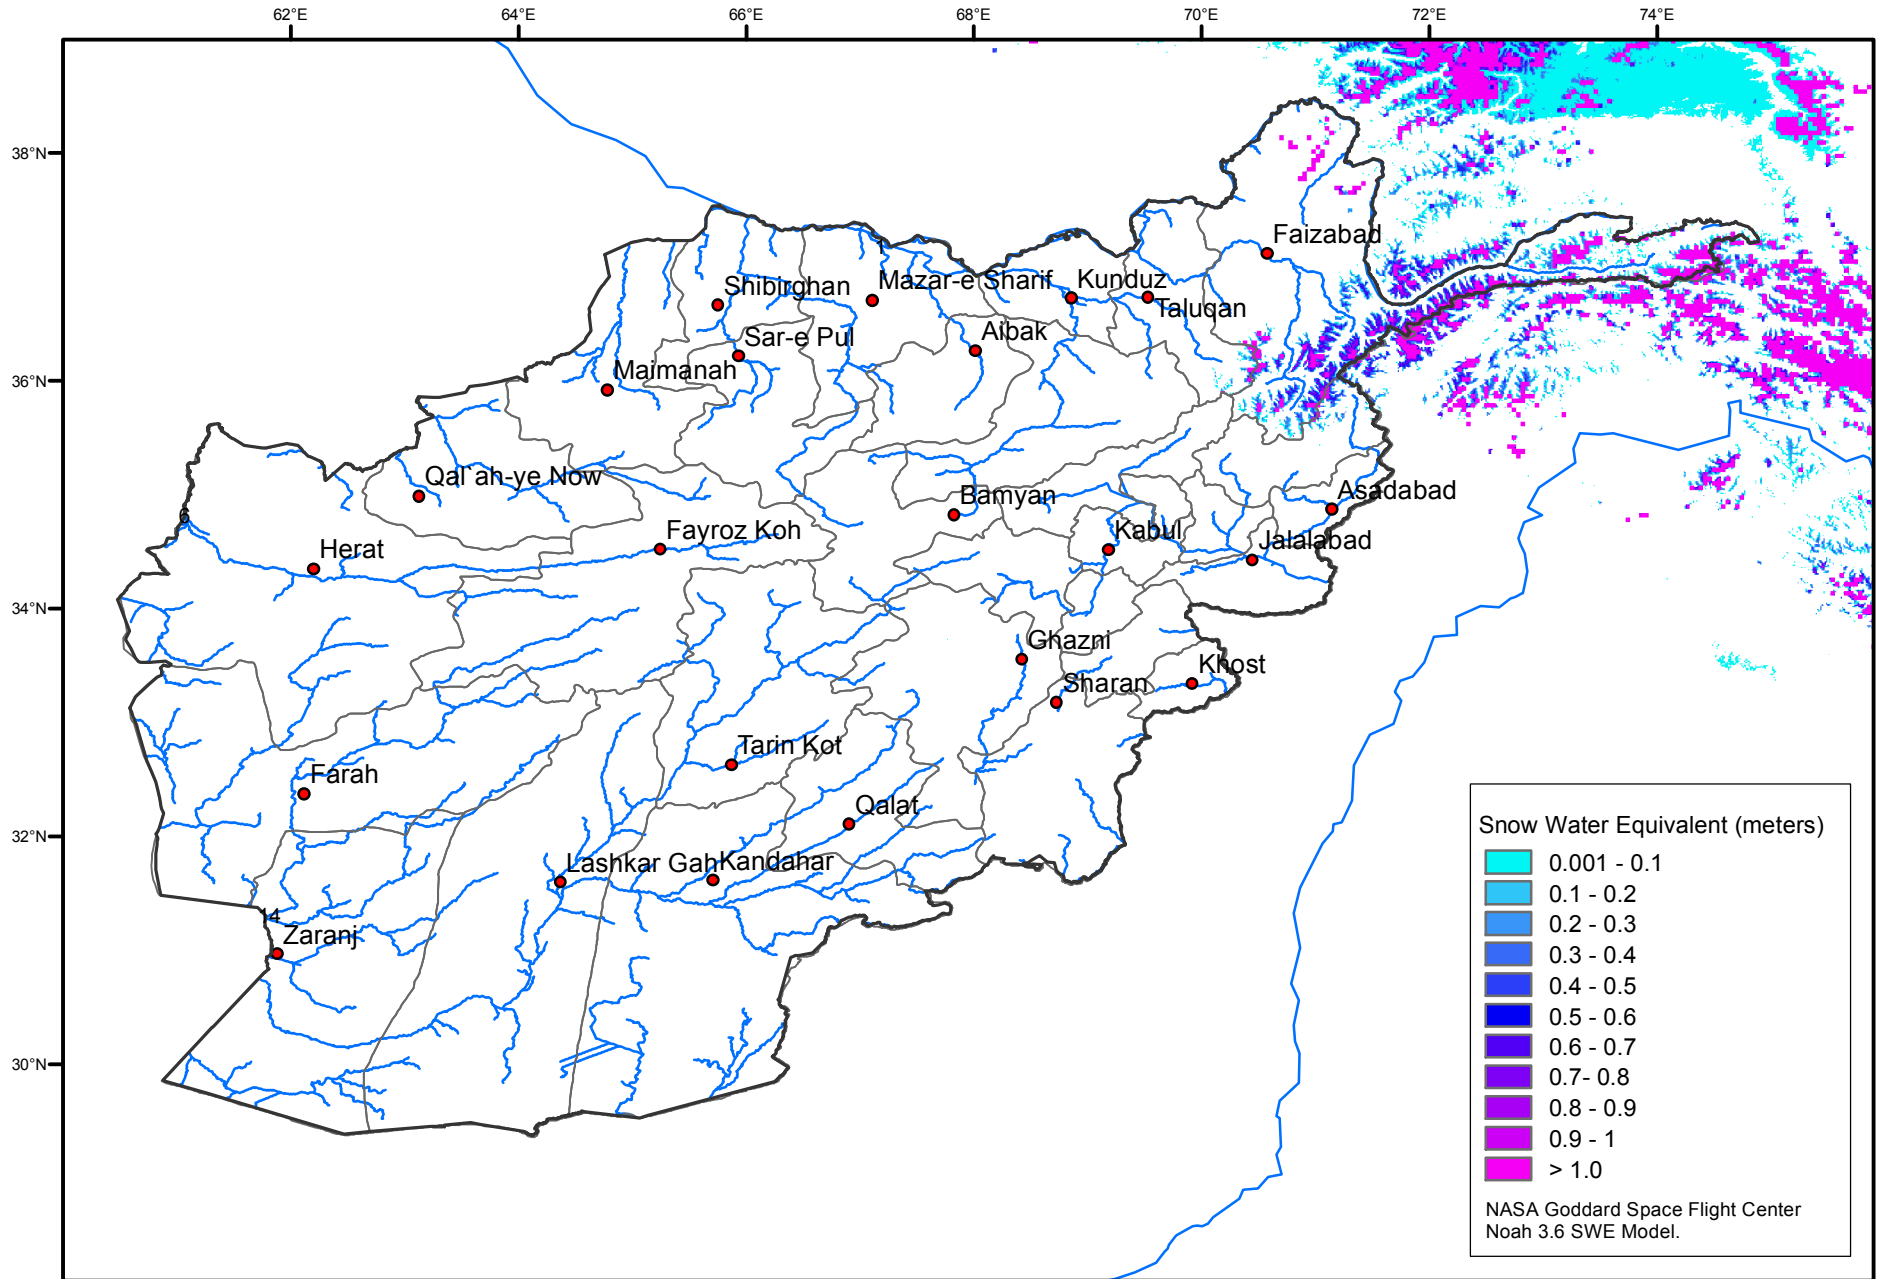 62°E 64°E 66°E 68°E 70°E 72°E 74°E
38°N
36°N
34°N
32°N
30°N
Faizabad
1
Mazar-e Sharif
Kunduz
Shibirghan
Taluqan
Sar-e Pul
Aibak
Maimanah
Qal`ah-ye Now
Bamyan
Asadabad
6
Fayroz Koh
Kabul
Jalalabad
Herat
Ghazni
Khost
Sharan
Tarin Kot
Farah
Qalat
Lashkar Gah
Kandahar
14
Zaranj
Snow Water Equivalent (meters)
0.001 - 0.1
0.1 - 0.2
0.2 - 0.3
0.3 - 0.4
0.4 - 0.5
0.5 - 0.6
0.6 - 0.7
0.7- 0.8
0.8 - 0.9
0.9 - 1
> 1.0
NASA Goddard Space Flight Center
Noah 3.6 SWE Model.